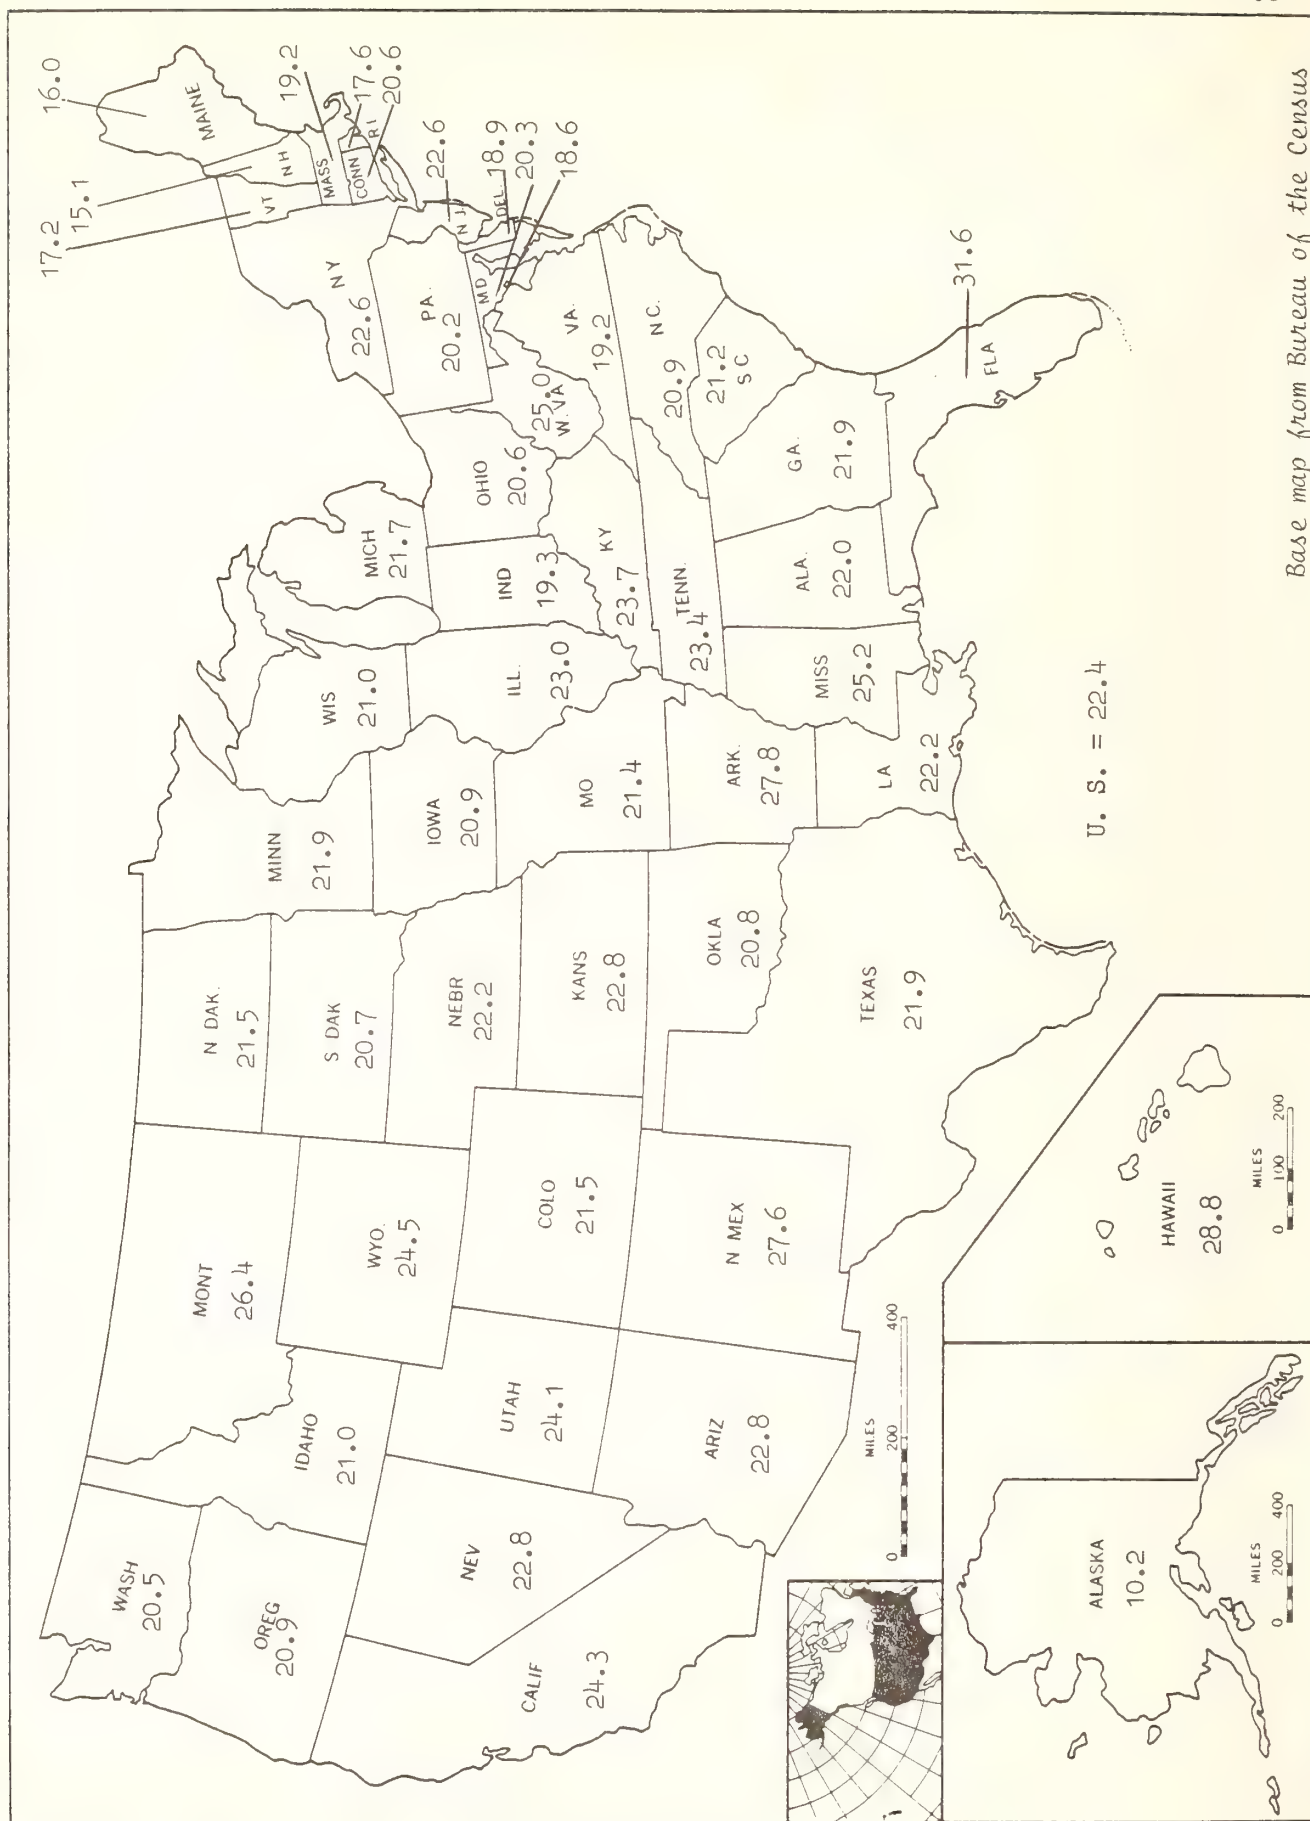 WASH
20.5
OREG
20.9
CALIF
24.3
NEV
22.8
IDAHO
21.0
MONT
26.4
WYO.
24.5
UTAH
24.1
ARIZ
22.8
COLO
21.5
N MEX
27.6
N DAK.
21.5
S DAK
20.7
NEBR
22.2
KANS
22.8
OKLA
20.8
TEXAS
21.9
MINN
21.9
IOWA
20.9
MO
21.4
ARK.
27.8
LA
22.2
WIS
21.0
ILL.
23.0
MISS
25.2
MICH
21.7
IND
19.3
OHIO
20.6
KY
23.7
TENN.
23.4
ALA.
22.0
GA.
21.9
FLA
31.6
S C
21.2
N C.
20.9
VA.
19.2
W. VA
25.0
PA.
20.2
NY
22.6
VT
17.2
N H
15.1
MAINE
16.0
MASS
19.2
R I
17.6
CONN
20.6
N J.
22.6
DEL.
18.9
MD
20.3
18.6
U. S. = 22.4
MILES
0 200 400
ALASKA
10.2
MILES
0 200 400
HAWAII
28.8
MILES
0 100 200
Base map from Bureau of the Census